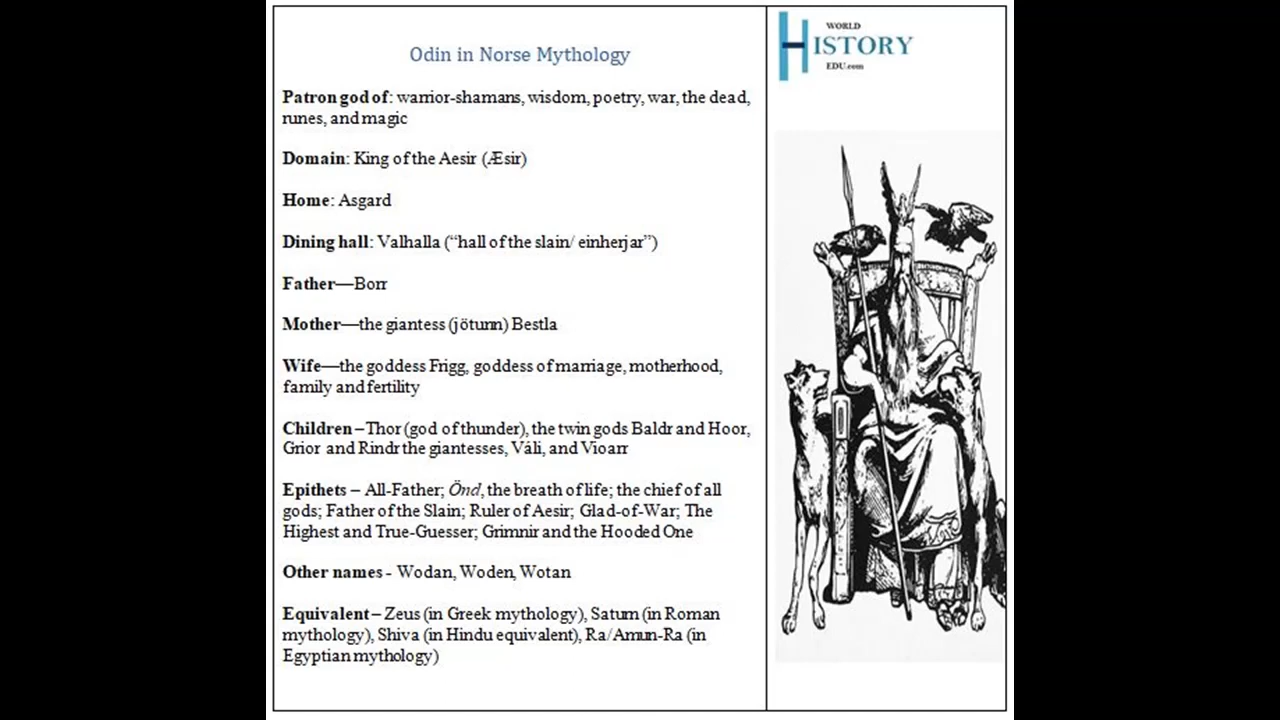 Odin in Norse Mythology
Patron god of: warrior-shamans, wisdom, poetry, war, the dead,
runes, and magic
Domain: King of the Aesir (Æsir)
Home: Asgard
Dining hall: Valhalla (“hall of the slain/ einherjar”)
Father—Borr
Mother—the giantess (jötunn) Bestla
Wife—the goddess Frigg, goddess of marriage, motherhood,
family and fertility
Children –Thor (god of thunder), the twin gods Baldr and Hoor,
Grior and Rindr the giantesses, Váli, and Vioarr
Epithets – All-Father; Önd, the breath of life; the chief of all
gods; Father of the Slain; Ruler of Aesir; Glad-of-War; The
Highest and True-Guesser; Grimnir and the Hooded One
Other names - Wodan, Woden, Wotan
Equivalent – Zeus (in Greek mythology), Saturn (in Roman
mythology), Shiva (in Hindu equivalent), Ra/Amun-Ra (in
Egyptian mythology)
WORLD
HISTORY
EDU.com